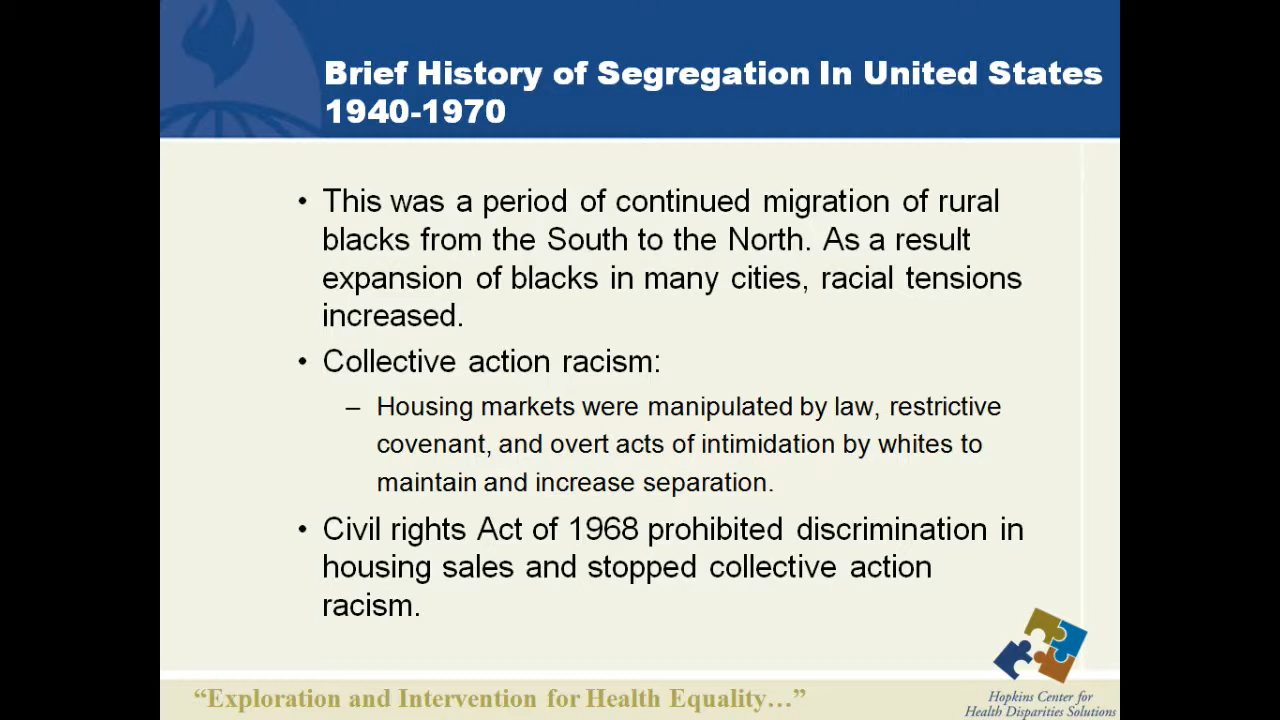 Brief History of Segregation In United States
1940-1970
• This was a period of continued migration of rural
blacks from the South to the North. As a result
expansion of blacks in many cities, racial tensions
increased.
• Collective action racism:
– Housing markets were manipulated by law, restrictive
covenant, and overt acts of intimidation by whites to
maintain and increase separation.
• Civil rights Act of 1968 prohibited discrimination in
housing sales and stopped collective action
racism.
“Exploration and Intervention for Health Equality…”
Hopkins Center for
Health Disparities Solutions